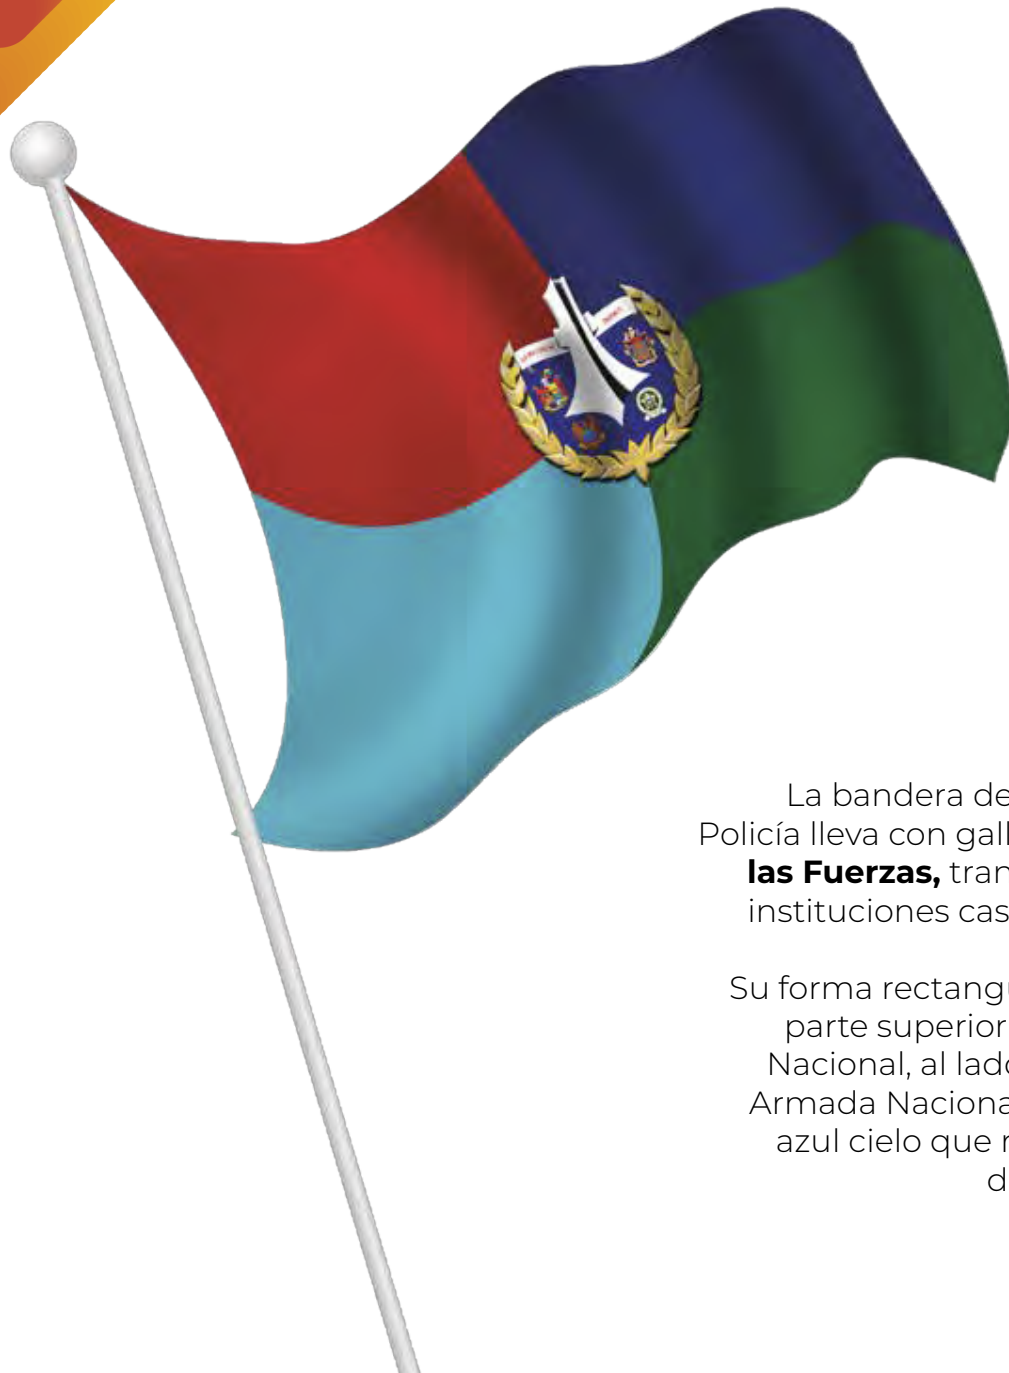 La bandera de
Policía lleva con gall
las Fuerzas, tran
instituciones cas
Su forma rectangu
parte superior
Nacional, al lado
Armada Naciona
azul cielo que r
d